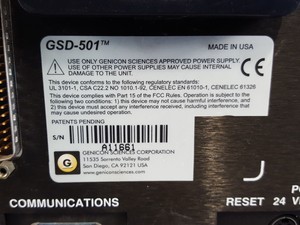 GSD-501™
MADE IN USA
USE ONLY GENICON SCIENCES APPROVED POWER SUPPLY.
USE OF OTHER POWER SUPPLIES MAY CAUSE INTERNAL
DAMAGE TO THE INSTRUMENT.
This device conforms to the following regulatory standards:
UL 3101-1, CSA C22.2 NO 1010.1-92, CENELEC EN 61010-1, CENELEC 61326
This device complies with Part 15 of the FCC Rules. Operation is subject to the
following two conditions: 1) this device may not cause harmful interference, and
2) this device must accept any interference received, including interference that
may cause undesired operation.
PATENTS PENDING
S/N
A11661
GENICON SCIENCES CORPORATION
11535 Sorrento Valley Road
San Diego, CA 92121 USA
www.geniconsciences.com
G
COMMUNICATIONS
RESET
24